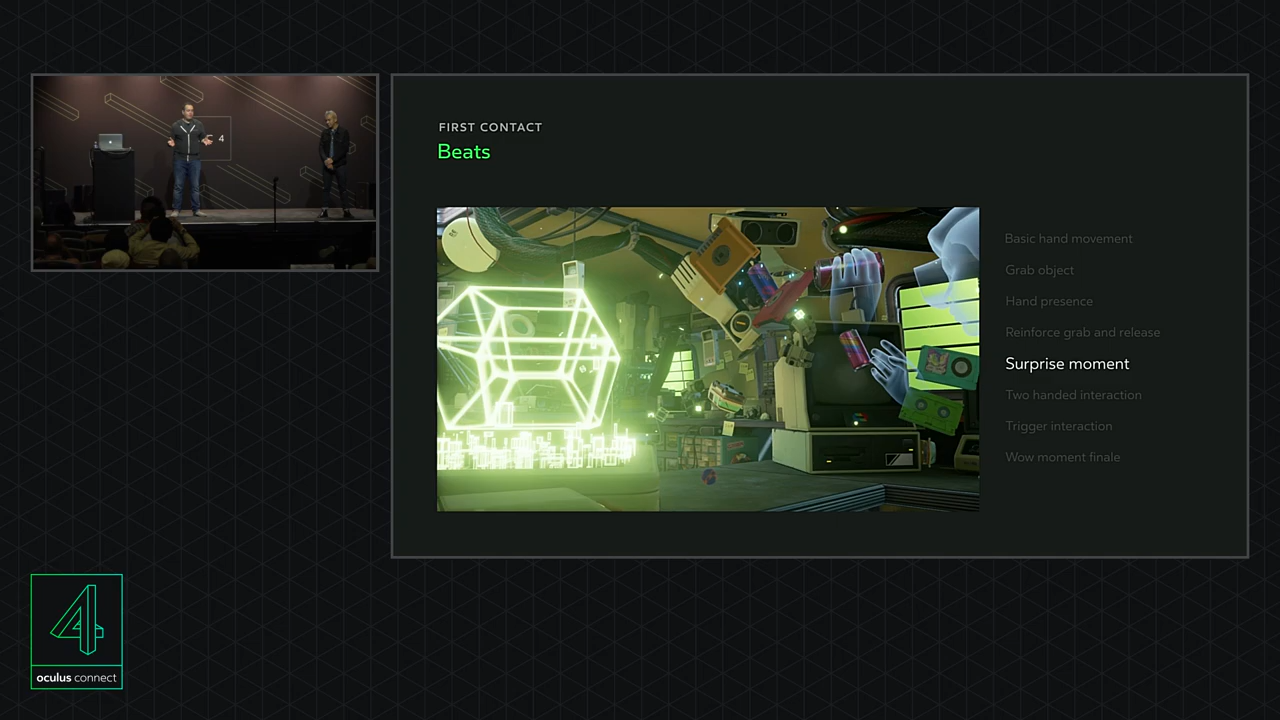 4
FIRST CONTACT
Beats
Basic hand movement
Grab object
Hand presence
Reinforce grab and release
Surprise moment
Two handed interaction
Trigger interaction
Wow moment finale
4
oculus connect